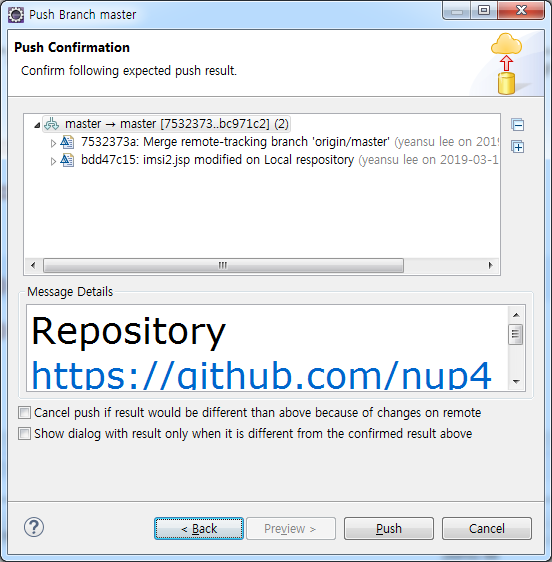 Push Branch master
Push Confirmation
Confirm following expected push result.
master → master [7532373..bc971c2] (2)
7532373a: Merge remote-tracking branch 'origin/master' (yeansu lee on 201
bdd47c15: imsi2.jsp modified on Local respository (yeansu lee on 2019-03-1
Message Details
Repository
https://github.com/nup4
Cancel push if result would be different than above because of changes on remote
Show dialog with result only when it is different from the confirmed result above
< Back
Preview >
Push
Cancel